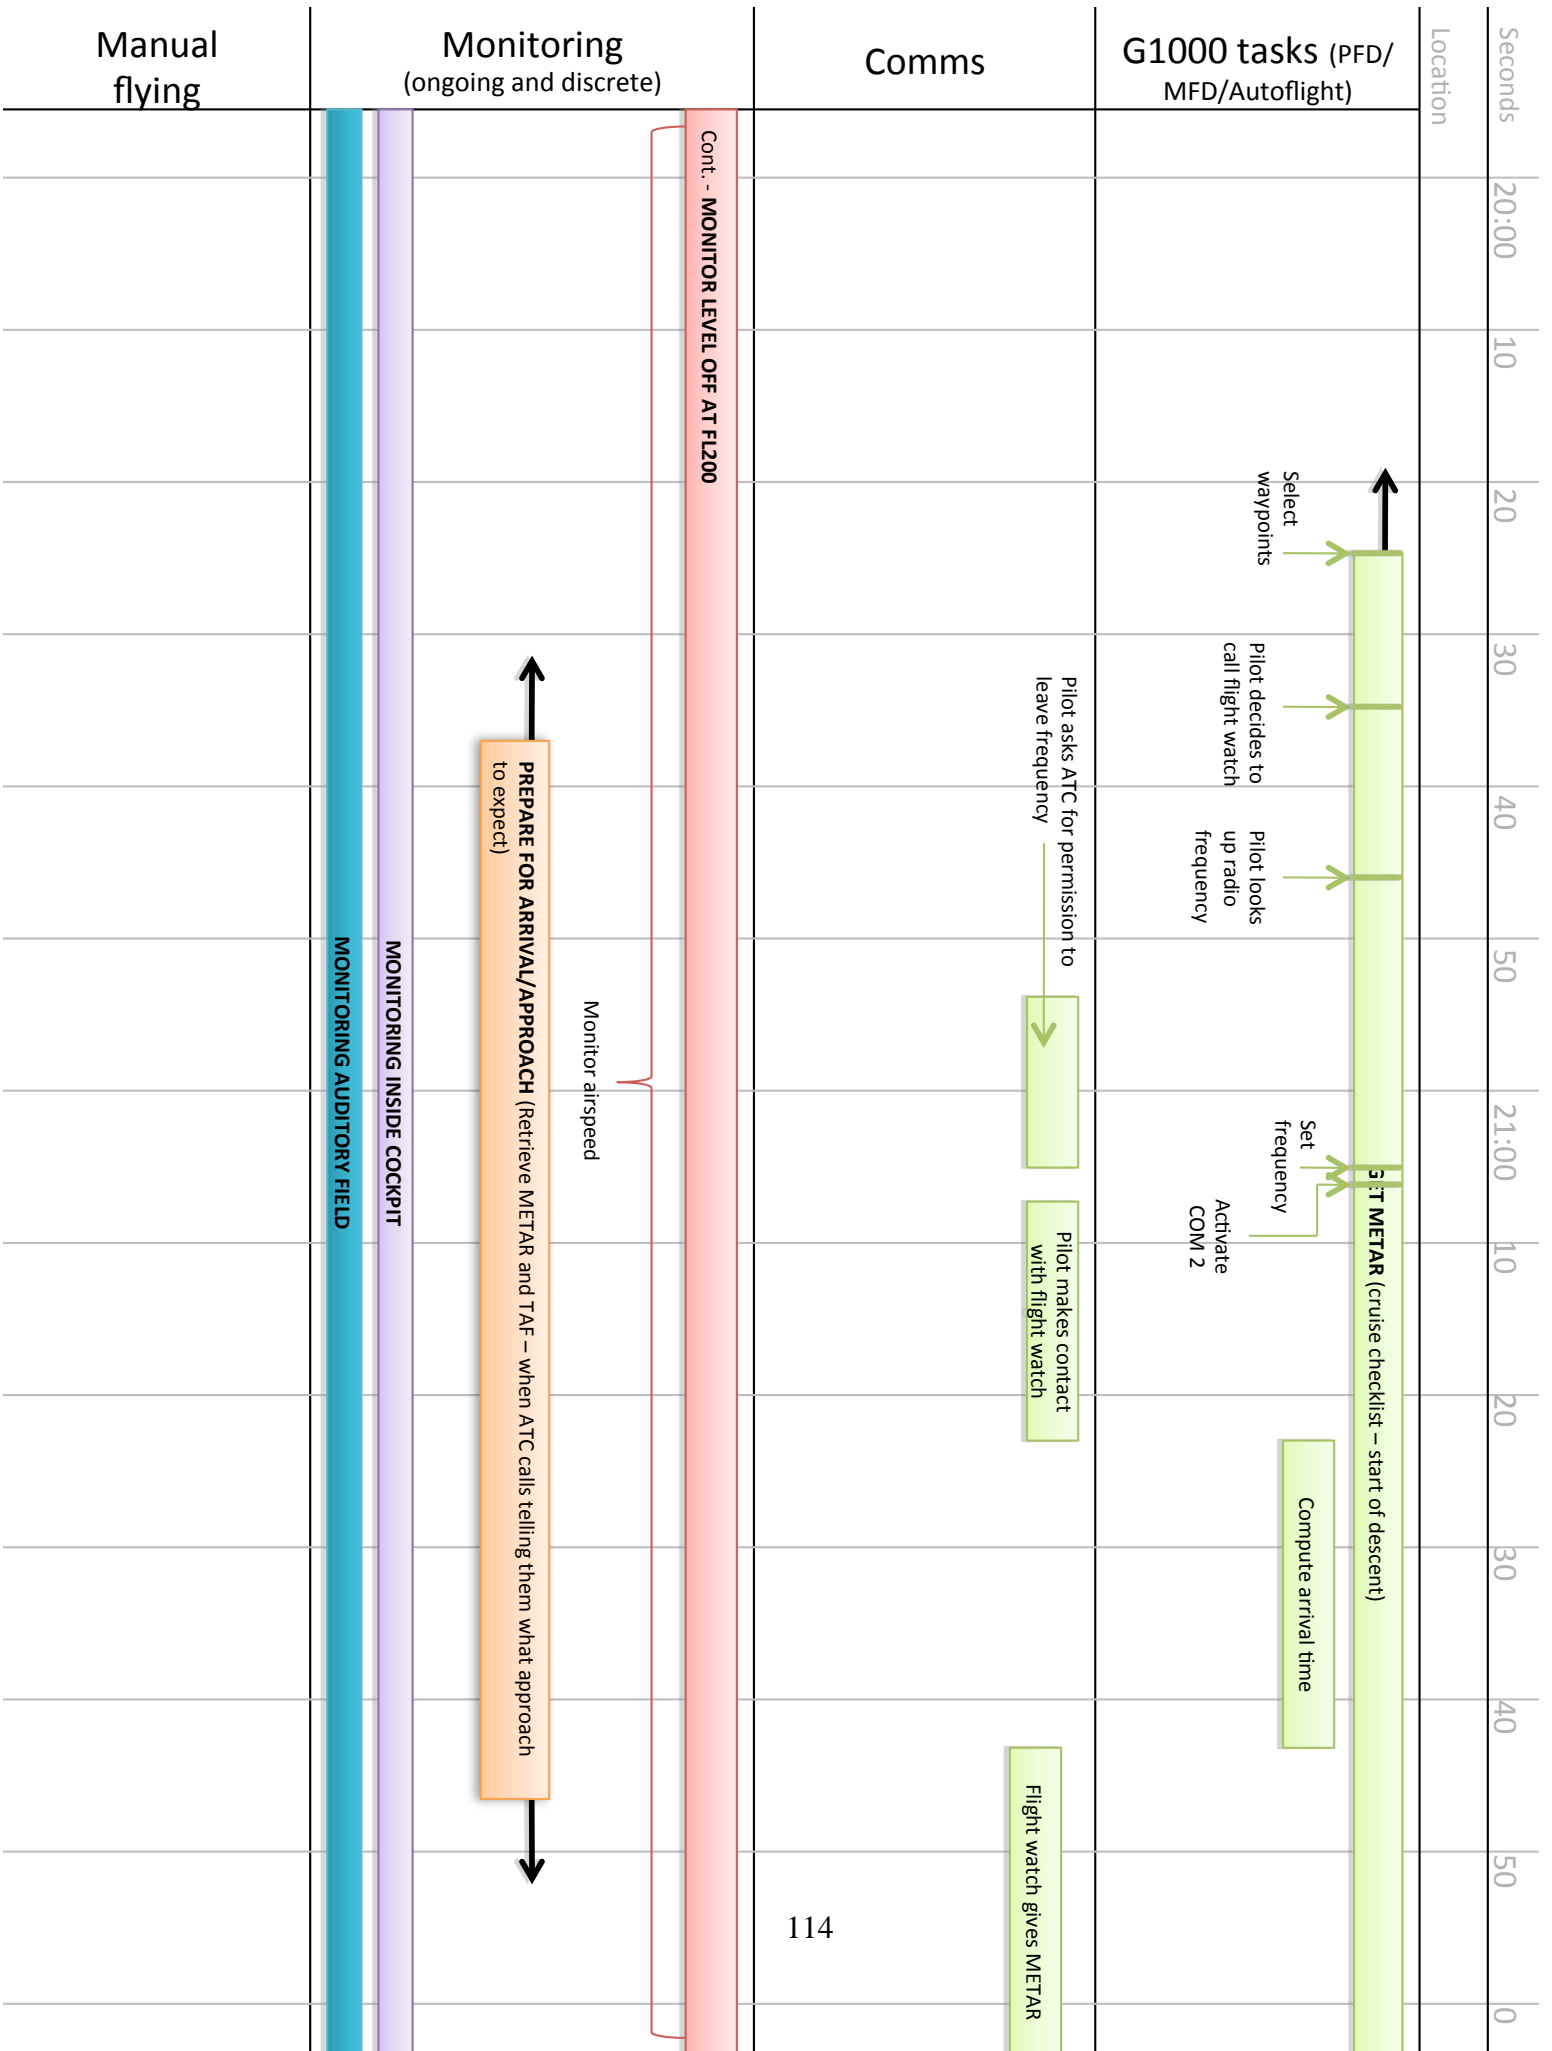 Seconds
20:00
10
20
30
40
50
21:00
10
20
30
40
50
0
Location
G1000 tasks (PFD/
MFD/Autoflight)
GET METAR (cruise checklist – start of descent)
Select
waypoints
Pilot decides to
call flight watch
Pilot looks
up radio
frequency
Set
frequency
Activate
COM 2
Compute arrival time
Comms
Pilot asks ATC for permission to
leave frequency
Pilot makes contact
with flight watch
Flight watch gives METAR
Monitoring
(ongoing and discrete)
Cont. - MONITOR LEVEL OFF AT FL200
Monitor airspeed
PREPARE FOR ARRIVAL/APPROACH (Retrieve METAR and TAF – when ATC calls telling them what approach
to expect)
MONITORING INSIDE COCKPIT
MONITORING AUDITORY FIELD
Manual
flying
114